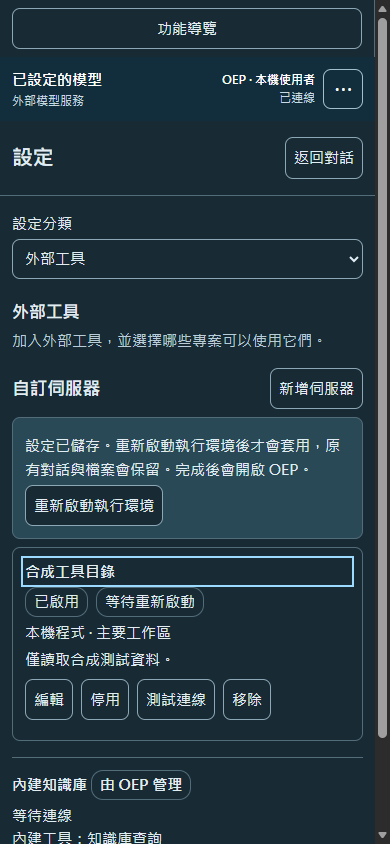 功能導覽
已設定的模型
外部模型服務
OEP · 本機使用者
已連線
...
設定
返回對話
設定分類
外部工具
外部工具
加入外部工具，並選擇哪些專案可以使用它們。
自訂伺服器
新增伺服器
設定已儲存。重新啟動執行環境後才會套用，原
有對話與檔案會保留。完成後會開啟 OEP。
重新啟動執行環境
合成工具目錄
已啟用
等待重新啟動
本機程式 · 主要工作區
僅讀取合成測試資料。
編輯
停用
測試連線
移除
內建知識庫
由 OEP 管理
等待連線
內建工具：知識庫查詢